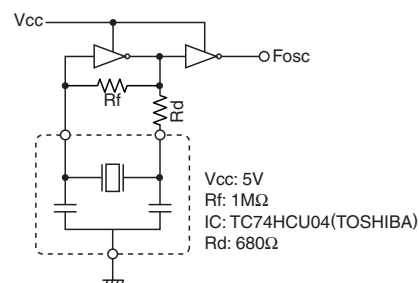 Vcc
Fosc
Rf
Rd
Vcc: 5V
Rf: 1MΩ
IC: TC74HCU04(TOSHIBA)
Rd: 680Ω